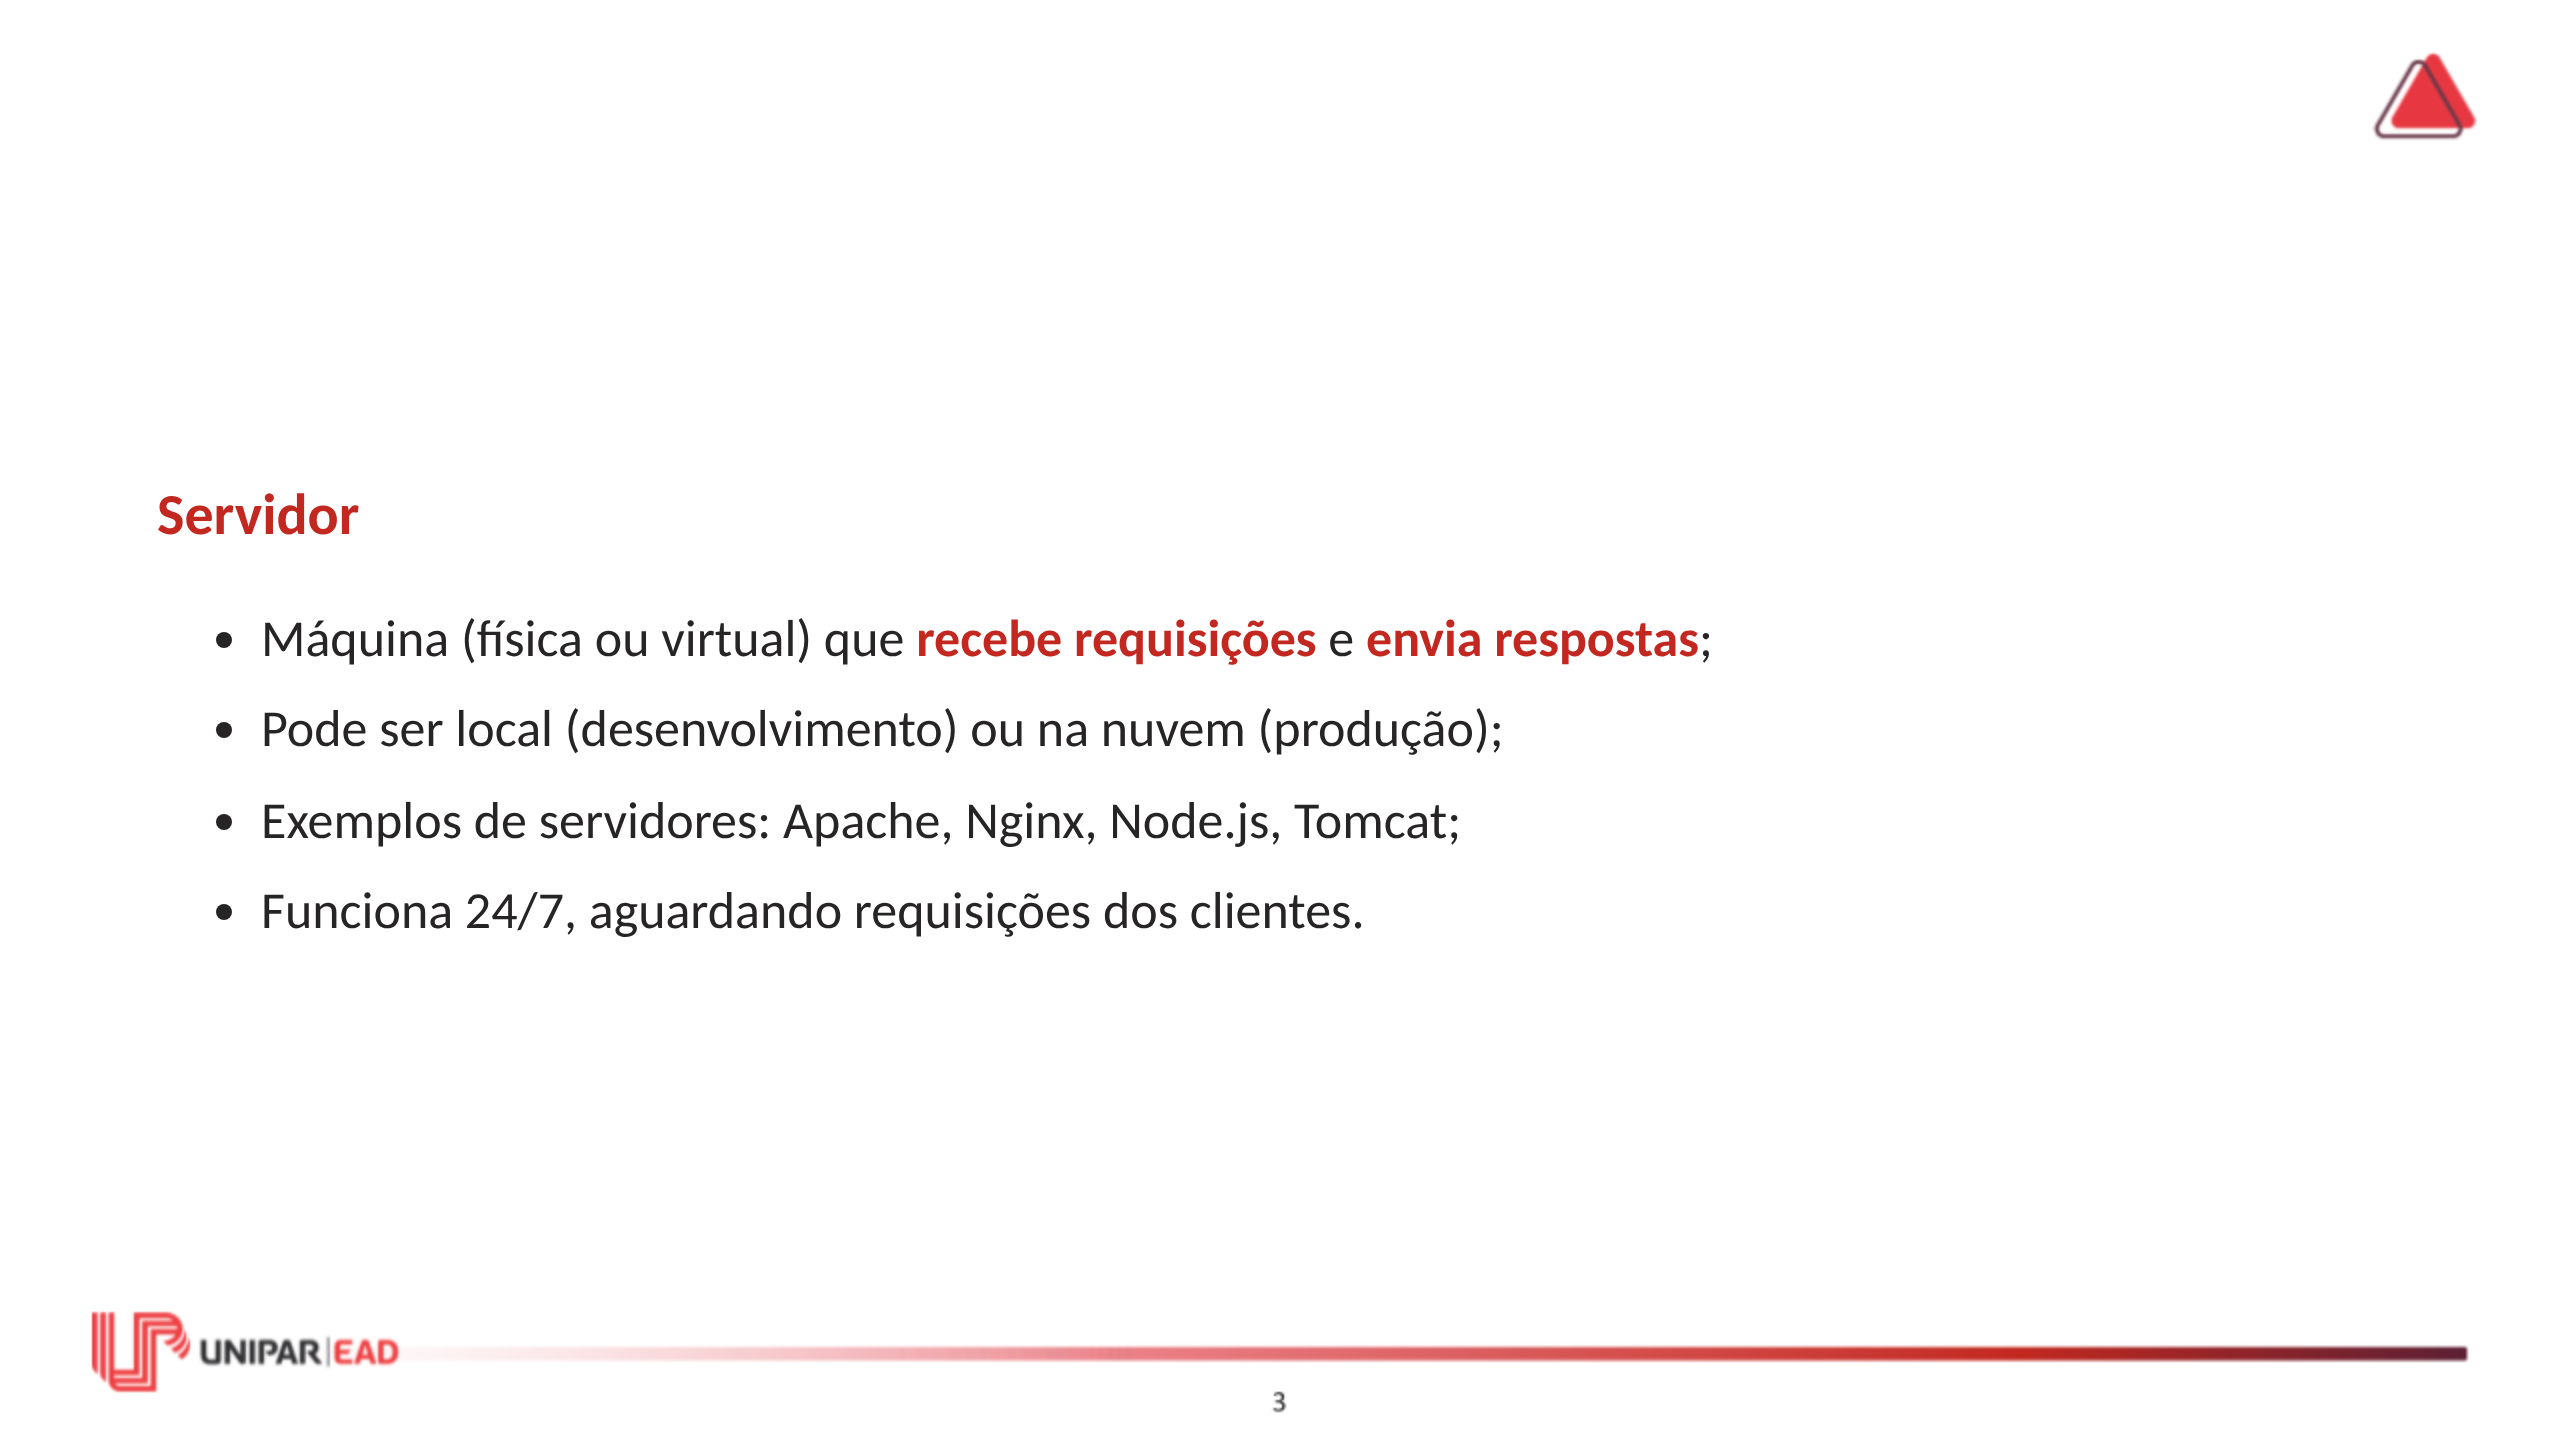 Servidor
• Máquina (física ou virtual) que recebe requisições e envia respostas;
• Pode ser local (desenvolvimento) ou na nuvem (produção);
• Exemplos de servidores: Apache, Nginx, Node.js, Tomcat;
• Funciona 24/7, aguardando requisições dos clientes.
UNIPAR|EAD
3